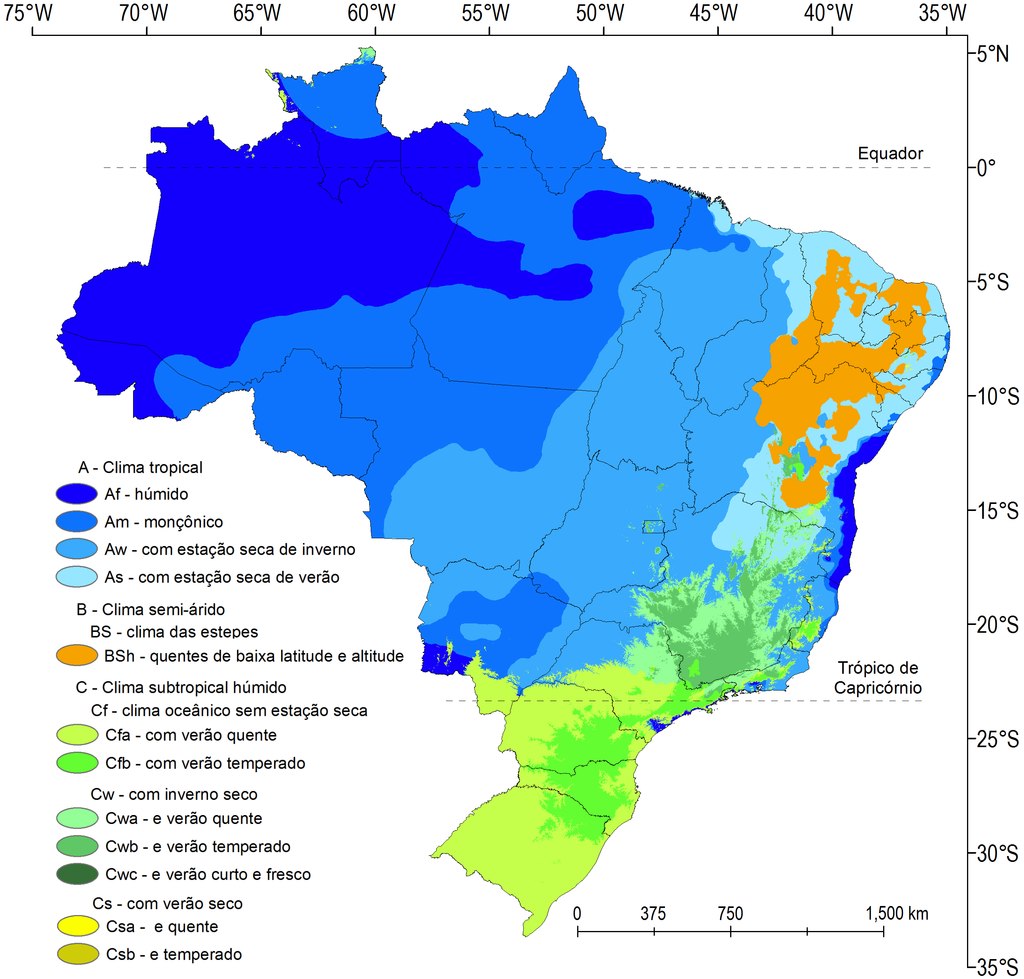 75°W 70°W 65°W 60°W 55°W 50°W 45°W 40°W 35°W
5°N
Equador
0°
5°S
10°S
15°S
20°S
Trópico de
Capricórnio
25°S
30°S
35°S
A - Clima tropical
Af - húmido
Am - monçônico
Aw - com estação seca de inverno
As - com estação seca de verão
B - Clima semi-árido
BS - clima das estepes
BSh - quentes de baixa latitude e altitude
C - Clima subtropical húmido
Cf - clima oceânico sem estação seca
Cfa - com verão quente
Cfb - com verão temperado
Cw - com inverno seco
Cwa - e verão quente
Cwb - e verão temperado
Cwc - e verão curto e fresco
Cs - com verão seco
Csa - e quente
Csb - e temperado
0 375 750 1,500 km